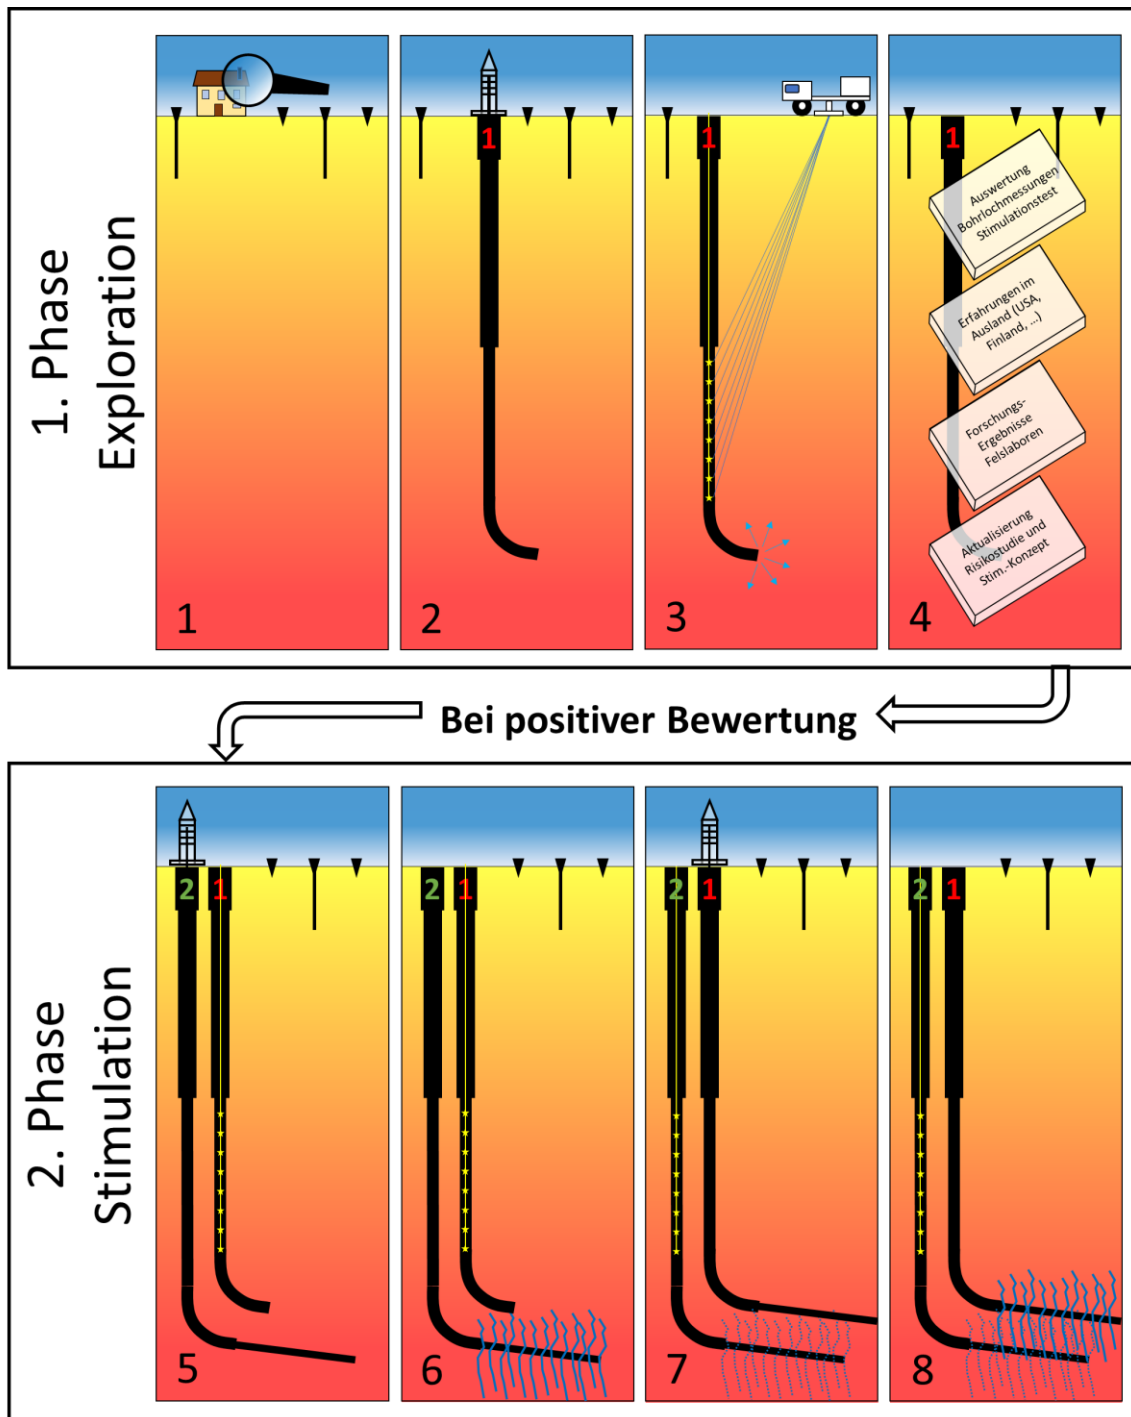 1. Phase
Exploration
1
1
2
1
3
1
Auswertung
Bohrlochmessungen
Stimulationstest
Erfahrungen im
Ausland (USA,
Finland, ...)
Forschungs-
Ergebnisse
Felslaboren
Aktualisierung
Risikostudie und
Stim.-Konzept
4
Bei positiver Bewertung
2. Phase
Stimulation
2 1
5
2 1
6
2 1
7
2 1
8